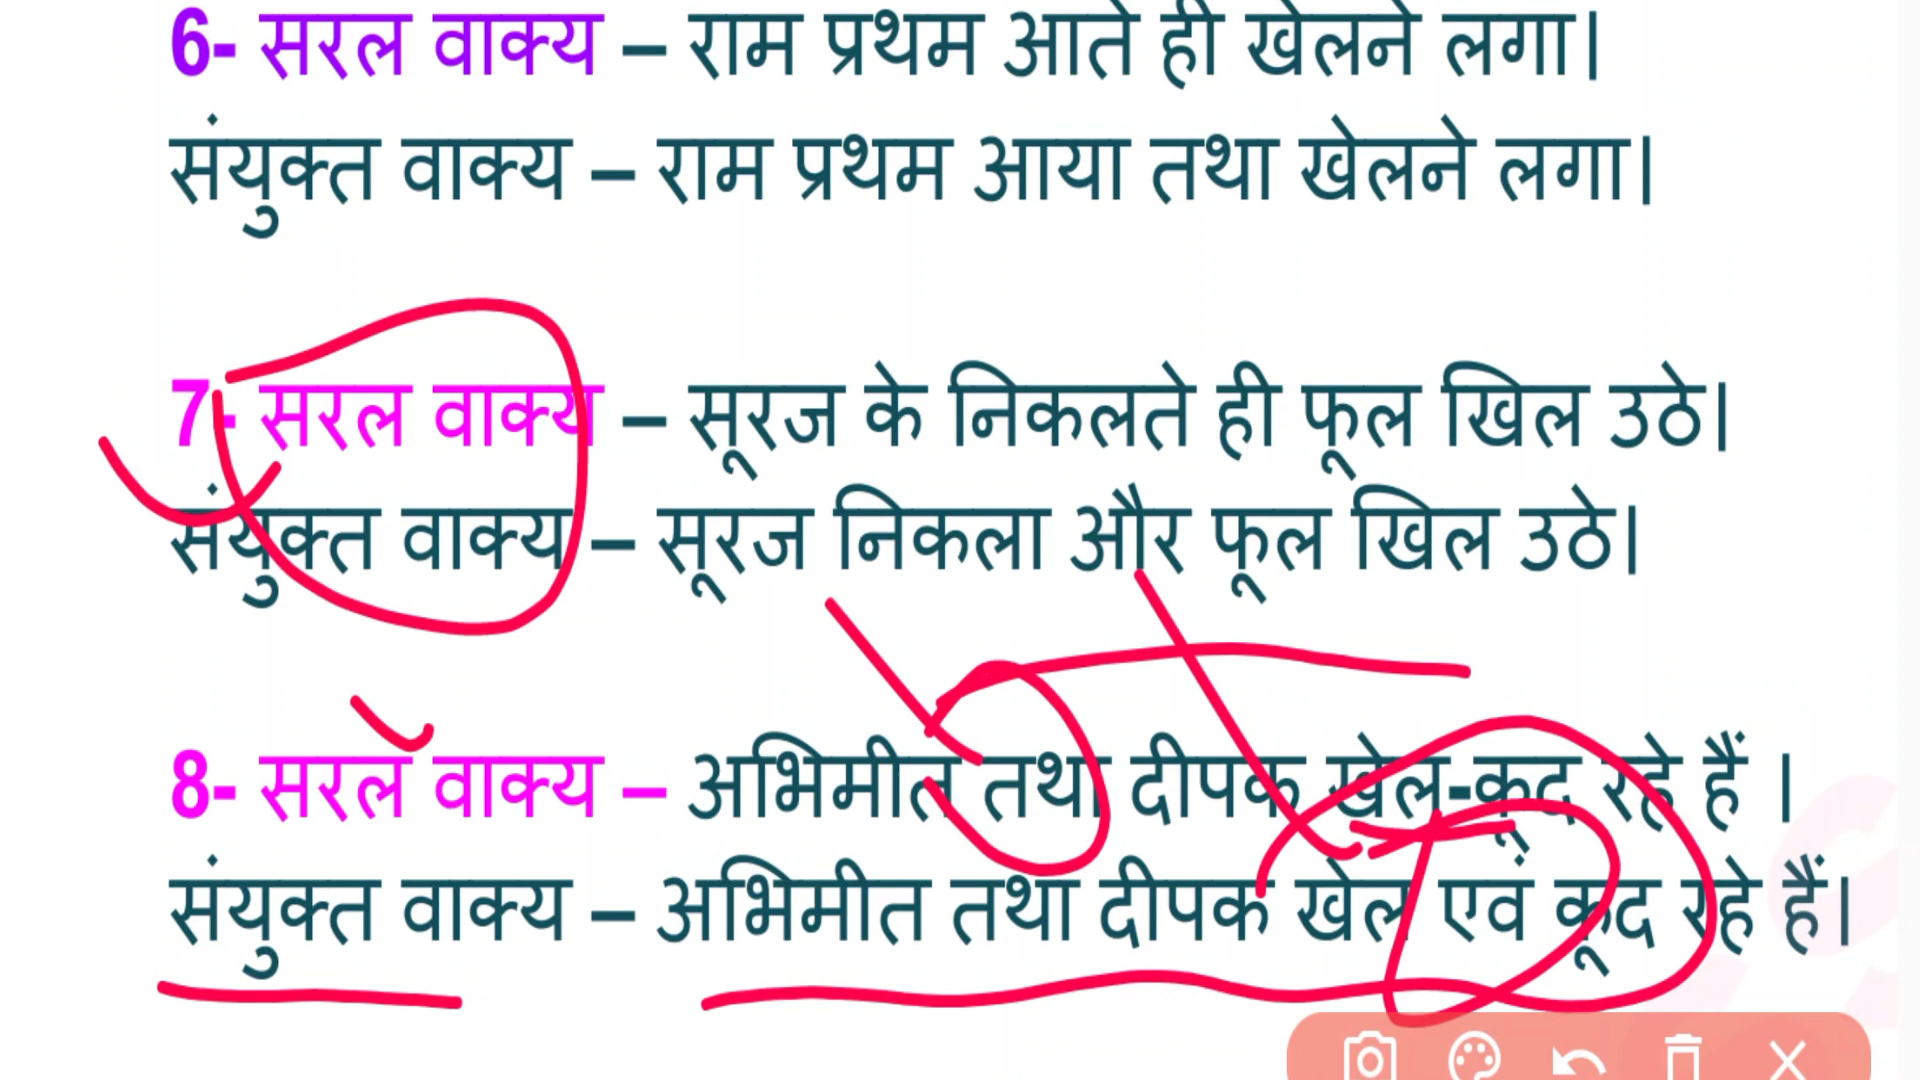 6- सरल वाक्य – राम प्रथम आते ही खेलने लगा।
संयुक्त वाक्य – राम प्रथम आया तथा खेलने लगा।
7- सरल वाक्य – सूरज के निकलते ही फूल खिल उठे।
संयुक्त वाक्य – सूरज निकला और फूल खिल उठे।
8- सरल वाक्य – अभिमीत तथा दीपक खेल-कूद रहे हैं ।
संयुक्त वाक्य – अभिमीत तथा दीपक खेल एवं कूद रहे हैं।